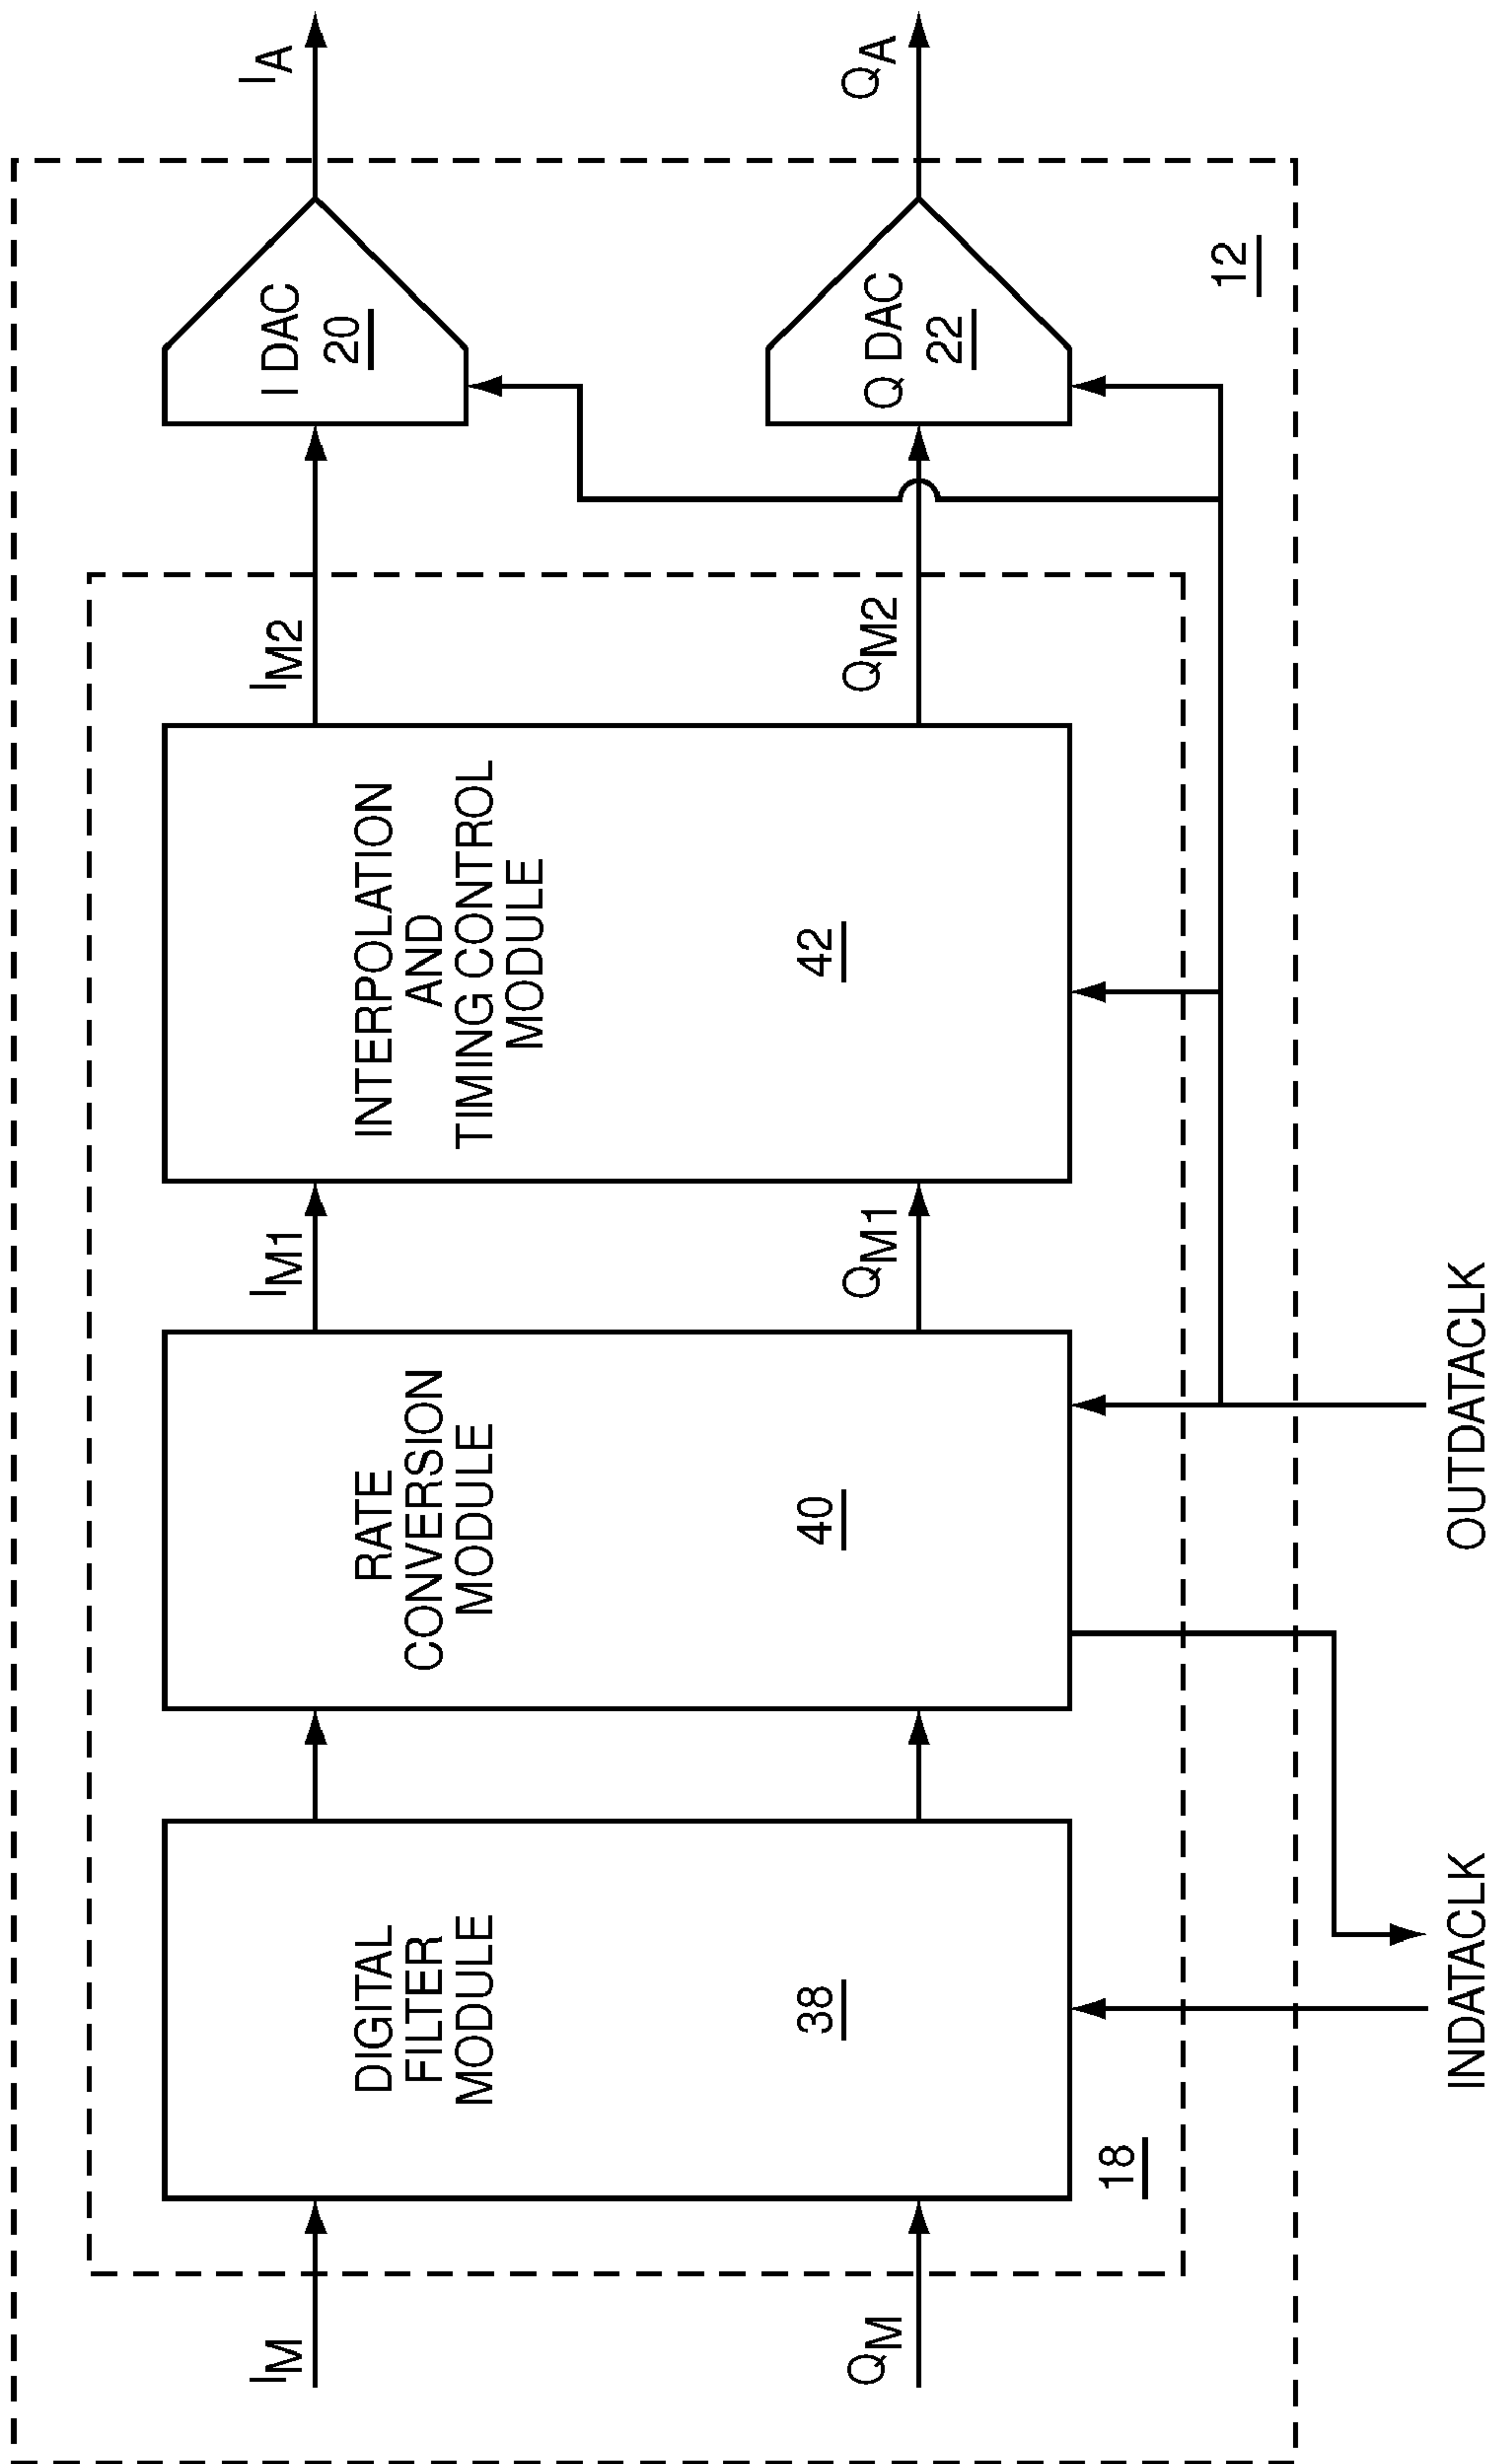 I_M
Q_M
DIGITAL
FILTER
MODULE
38
18
RATE
CONVERSION
MODULE
40
I_M1
Q_M1
INTERPOLATION
AND
TIMING CONTROL
MODULE
42
I_M2
Q_M2
I DAC
20
Q DAC
22
12
I_A
Q_A
INDATACLK
OUTDATACLK